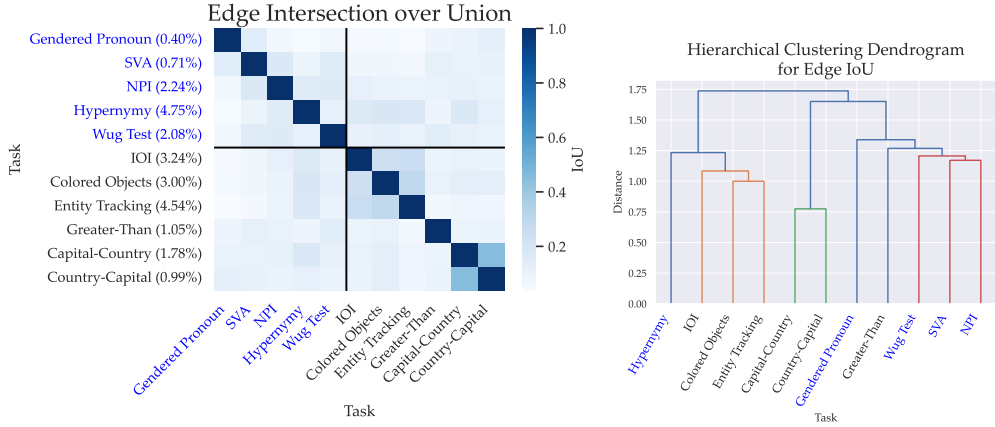 Edge Intersection over Union
Task
Gendered Pronoun (0.40%)
SVA (0.71%)
NPI (2.24%)
Hypernymy (4.75%)
Wug Test (2.08%)
IOI (3.24%)
Colored Objects (3.00%)
Entity Tracking (4.54%)
Greater-Than (1.05%)
Capital-Country (1.78%)
Country-Capital (0.99%)
Gendered Pronoun
SVA
NPI
Hypernymy
Wug Test
IOI
Colored Objects
Entity Tracking
Greater-Than
Capital-Country
Country-Capital
Task
1.0
0.8
0.6
0.4
0.2
IoU
Hierarchical Clustering Dendrogram
for Edge IoU
Distance
1.75
1.50
1.25
1.00
0.75
0.50
0.25
0.00
Hypernymy
IOI
Colored Objects
Entity Tracking
Capital-Country
Country-Capital
Gendered Pronoun
Greater-Than
Wug Test
SVA
NPI
Task